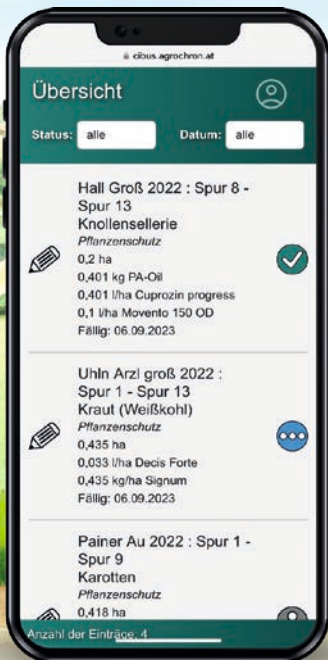 cibus.agrochron.at
Übersicht
Status: alle Datum: alle
Hall Groß 2022 : Spur 8 -
Spur 13
Knollensellerie
Pflanzenschutz
0,2 ha
0,401 kg PA-Oil
0,401 l/ha Cuprozin progress
0,1 l/ha Movento 150 OD
Fällig: 06.09.2023
Uhln Arzl groß 2022 :
Spur 1 - Spur 13
Kraut (Weißkohl)
Pflanzenschutz
0,435 ha
0,033 l/ha Decis Forte
0,435 kg/ha Signum
Fällig: 06.09.2023
Painer Au 2022 : Spur 1 -
Spur 9
Karotten
Pflanzenschutz
0,418 ha
Anzahl der Einträge: 4